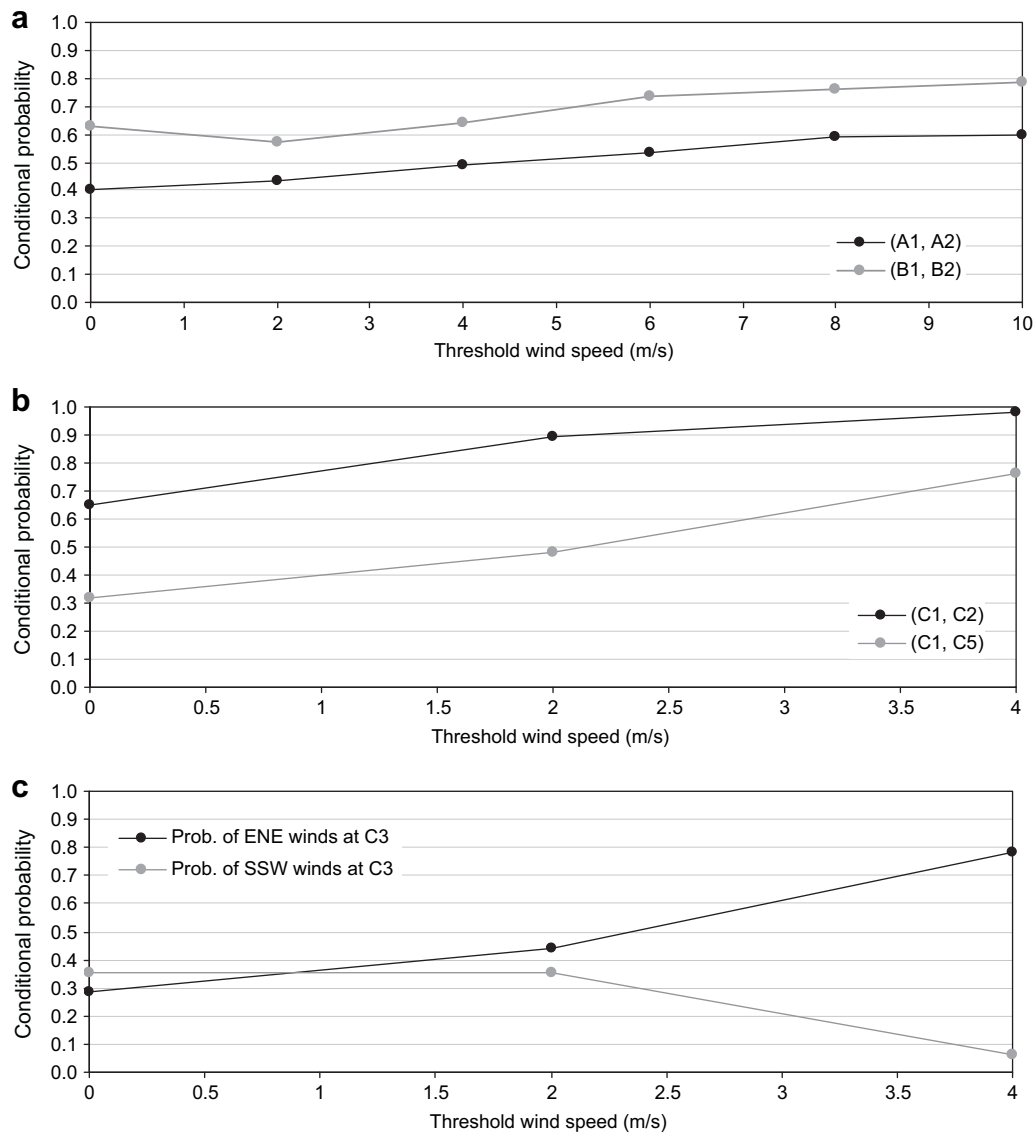 a
Conditional probability
1.0
0.9
0.8
0.7
0.6
0.5
0.4
0.3
0.2
0.1
0.0
(A1, A2)
(B1, B2)
0 1 2 3 4 5 6 7 8 9 10
Threshold wind speed (m/s)
b
Conditional probability
1.0
0.9
0.8
0.7
0.6
0.5
0.4
0.3
0.2
0.1
0.0
(C1, C2)
(C1, C5)
0 0.5 1 1.5 2 2.5 3 3.5 4
Threshold wind speed (m/s)
c
Conditional probability
1.0
0.9
0.8
0.7
0.6
0.5
0.4
0.3
0.2
0.1
0.0
Prob. of ENE winds at C3
Prob. of SSW winds at C3
0 0.5 1 1.5 2 2.5 3 3.5 4
Threshold wind speed (m/s)